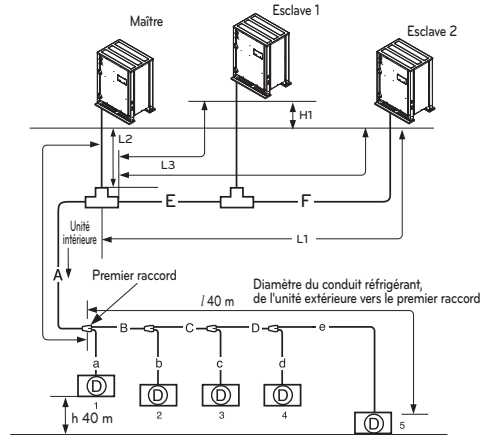 Maître
Esclave 1
Esclave 2
H1
L2
L3
E
F
L1
Unité
intérieure
A
Premier raccord
Diamètre du conduit réfrigérant,
de l'unité extérieure vers le premier raccord
l 40 m
B
C
D
e
a
b
c
d
D
D
D
D
D
1
2
3
4
5
h 40 m